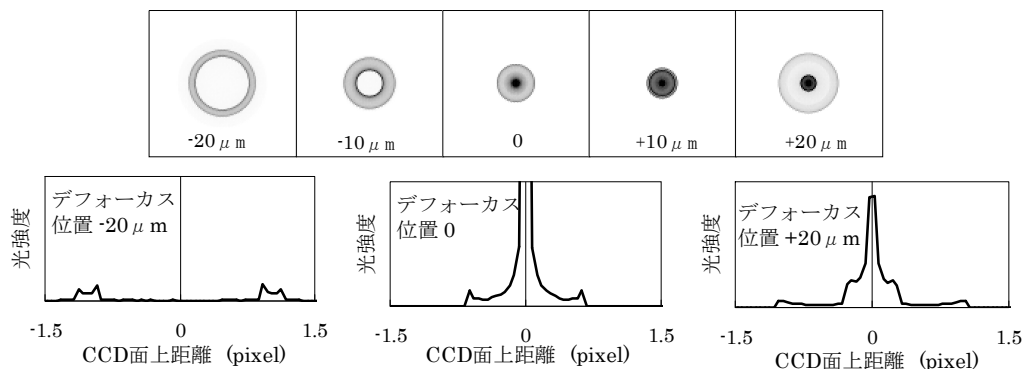 -20μm
-10μm
0
+10μm
+20μm
光強度
デフォーカス
位置 -20μm
-1.5
0
1.5
CCD面上距離 (pixel)
光強度
デフォーカス
位置 0
-1.5
0
1.5
CCD面上距離 (pixel)
光強度
デフォーカス
位置 +20μm
-1.5
0
1.5
CCD面上距離 (pixel)